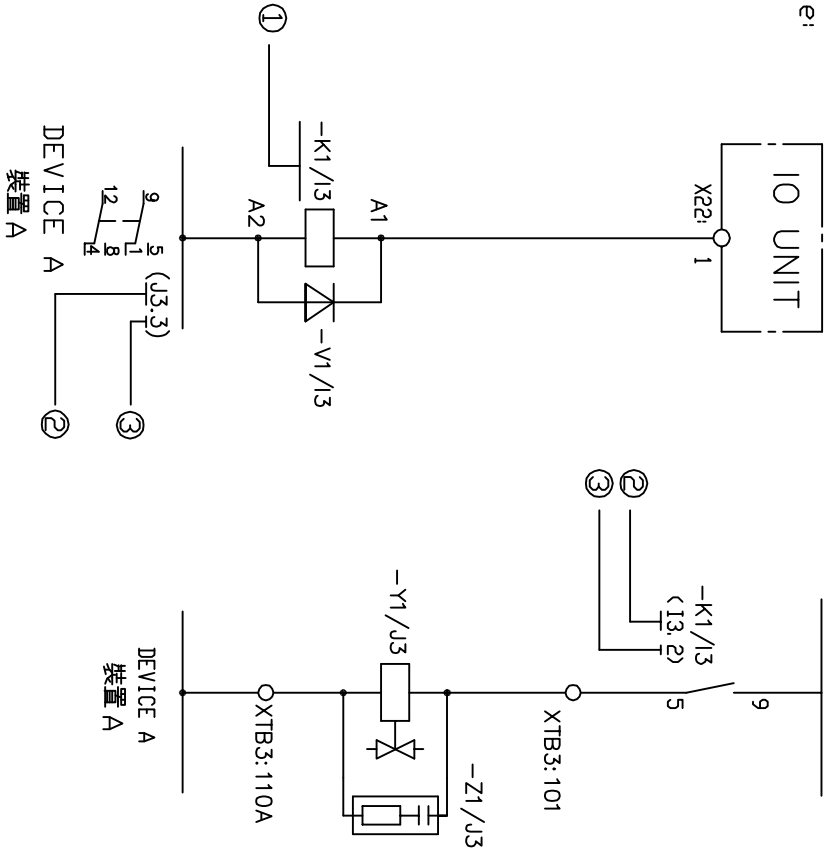 e:
IO UNIT
X22:
1
A1
-K1/I3
-V1/I3
A2
①
9
5
1
12
8
4
(J3.3)
③
②
DEVICE A
装置 A
9
5
-K1/I3
(I3.2)
②
③
XTB3:101
-Y1/J3
-Z1/J3
XTB3:110A
DEVICE A
装置 A